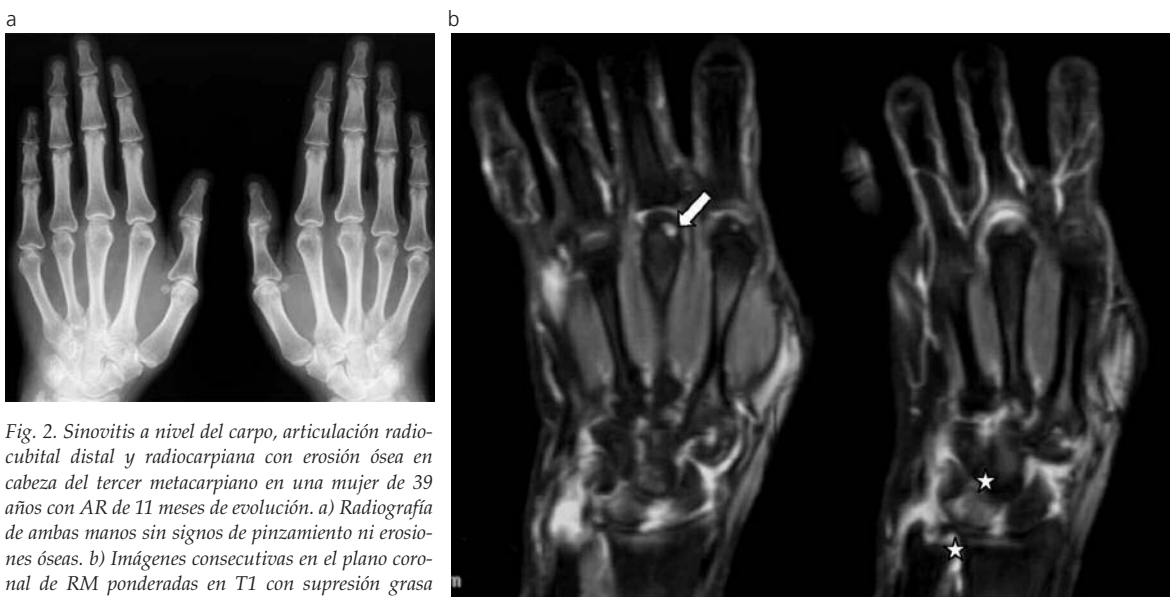 a
b
Fig. 2. Sinovitis a nivel del carpo, articulación radio-
cubital distal y radiocarpiana con erosión ósea en
cabeza del tercer metacarpiano en una mujer de 39
años con AR de 11 meses de evolución. a) Radiografía
de ambas manos sin signos de pinzamiento ni erosio-
nes óseas. b) Imágenes consecutivas en el plano coro-
nal de RM ponderadas en T1 con supresión grasa
m